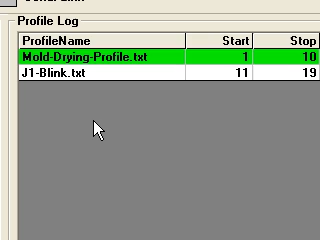 Profile Log
ProfileName Start Stop
Mold-Drying-Profile.txt 1 10
J1-Blink.txt 11 19